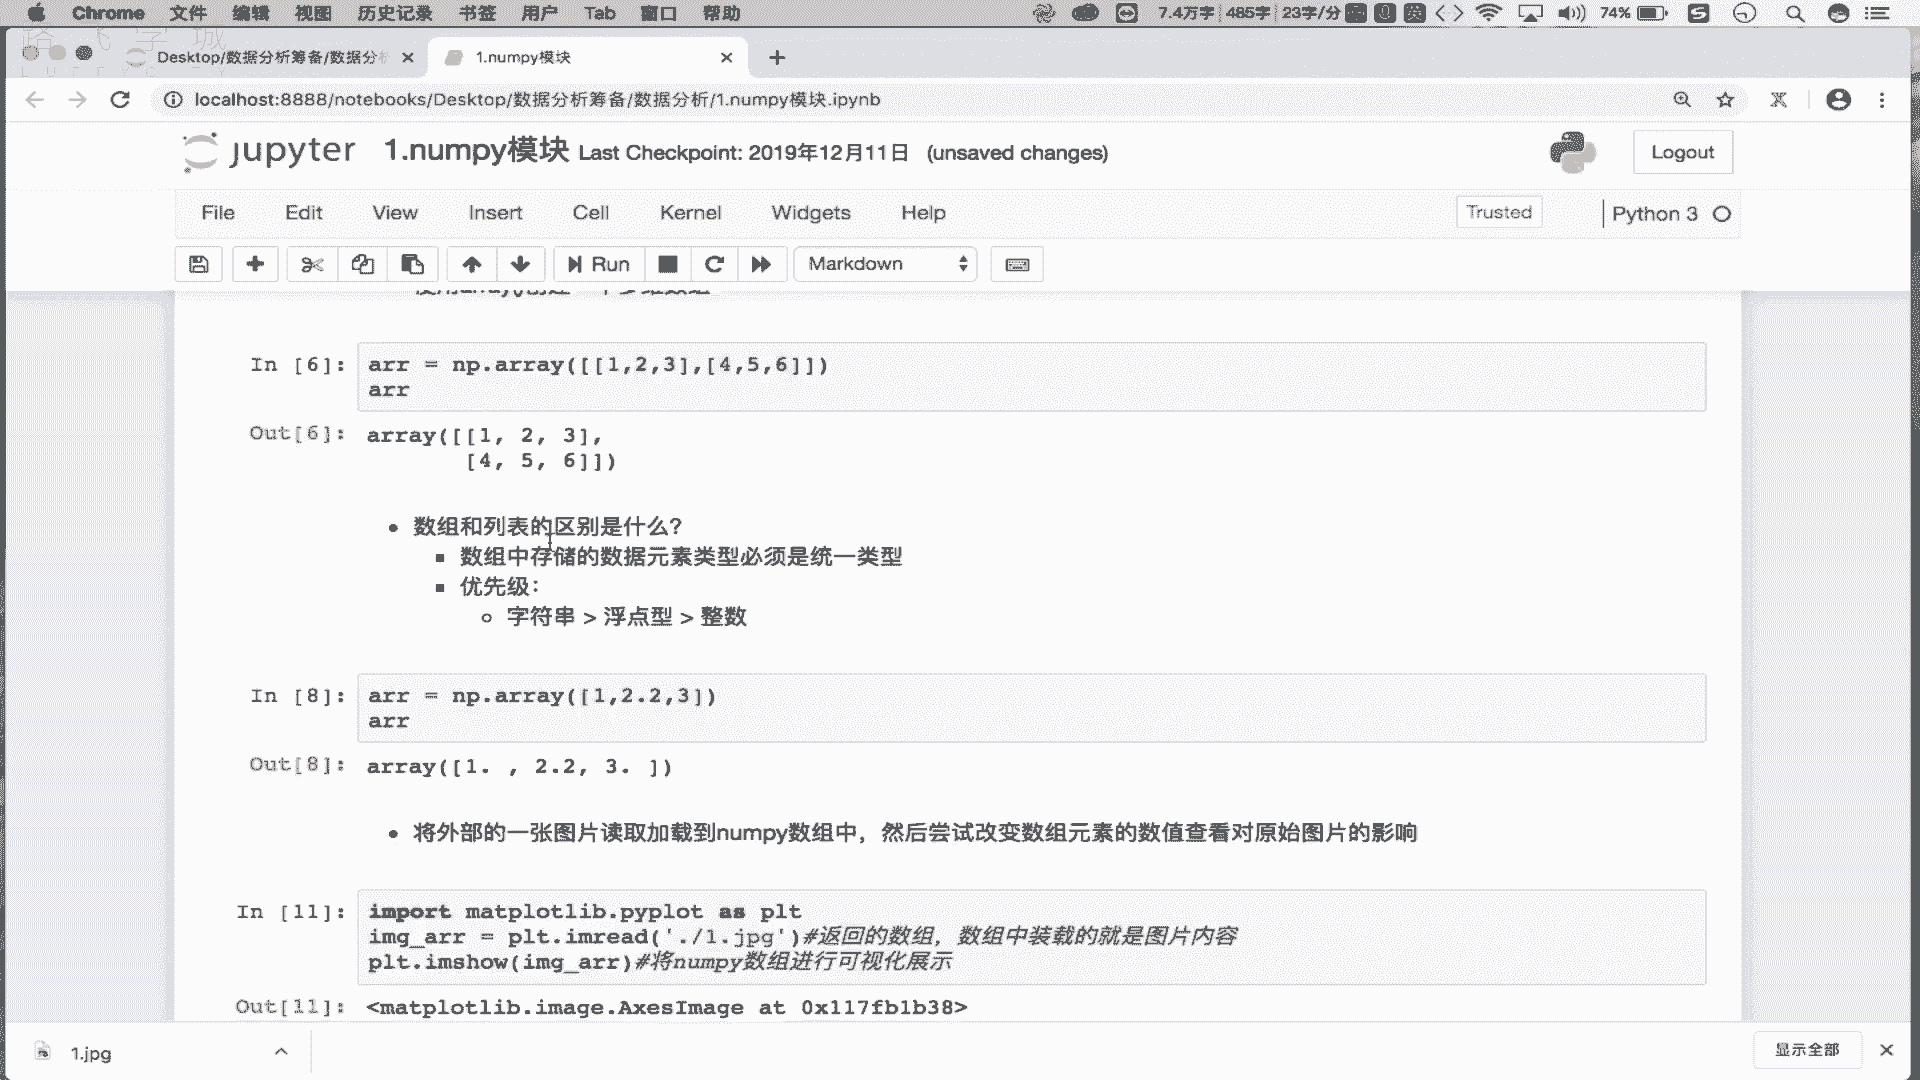 Chrome 文件 编辑 视图 历史记录 书签 用户 Tab 窗口 帮助 7.4万字 485字 23字/分 英 74%
Desktop/数据分析筹备/数据分析 1.numpy模块
localhost:8888/notebooks/Desktop/数据分析筹备/数据分析/1.numpy模块.ipynb
jupyter 1.numpy模块 Last Checkpoint: 2019年12月11日 (unsaved changes) Logout
File Edit View Insert Cell Kernel Widgets Help Trusted Python 3
Run Markdown
In [6]: arr = np.array([[1,2,3],[4,5,6]])
arr
Out[6]: array([[1, 2, 3],
[4, 5, 6]])
数组和列表的区别是什么?
数组中存储的数据元素类型必须是统一类型
优先级:
字符串 > 浮点型 > 整数
In [8]: arr = np.array([1,2.2,3])
arr
Out[8]: array([1. , 2.2, 3. ])
将外部的一张图片读取加载到numpy数组中，然后尝试改变数组元素的数值查看对原始图片的影响
In [11]: import matplotlib.pyplot as plt
img_arr = plt.imread('./1.jpg')#返回的数组，数组中装载的就是图片内容
plt.imshow(img_arr)#将numpy数组进行可视化展示
Out[11]: <matplotlib.image.AxesImage at 0x117fb1b38>
1.jpg 显示全部